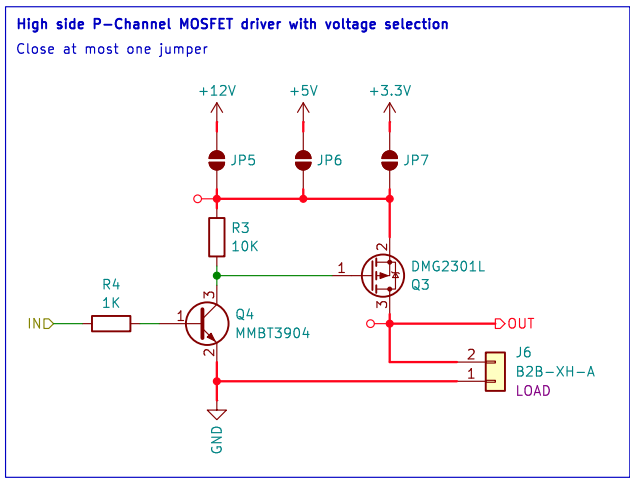 High side P-Channel MOSFET driver with voltage selection
Close at most one jumper
+12V
+5V
+3.3V
JP5
JP6
JP7
R3
10K
2
1
DMG2301L
Q3
3
R4
1K
3
Q4
MMBT3904
IN
1
2
OUT
J6
2
B2B-XH-A
1
LOAD
GND